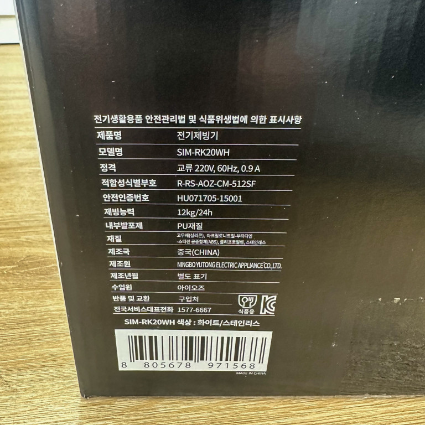 전기생활용품 안전관리법 및 식품위생법에 의한 표시사항
제품명 전기제빙기
모델명 SIM-RK20WH
정격 교류 220V, 60Hz, 0.9 A
적합성식별부호 R-RS-AOZ-CM-512SF
안전인증번호 HU071705-15001
제빙능력 12kg/24h
내부발포제 PU재질
재질
제조국 중국(CHINA)
제조원 NINGBO YUTONG ELECTRIC APPLIANCE CO., LTD.
제조년월 별도 표기
수입원 아이오즈
반품 및 교환 구입처
전국서비스대표전화 1577-6667
식품용
SIM-RK20WH 색상 : 화이트/스테인리스
8 805678 971568
MADE IN CHINA